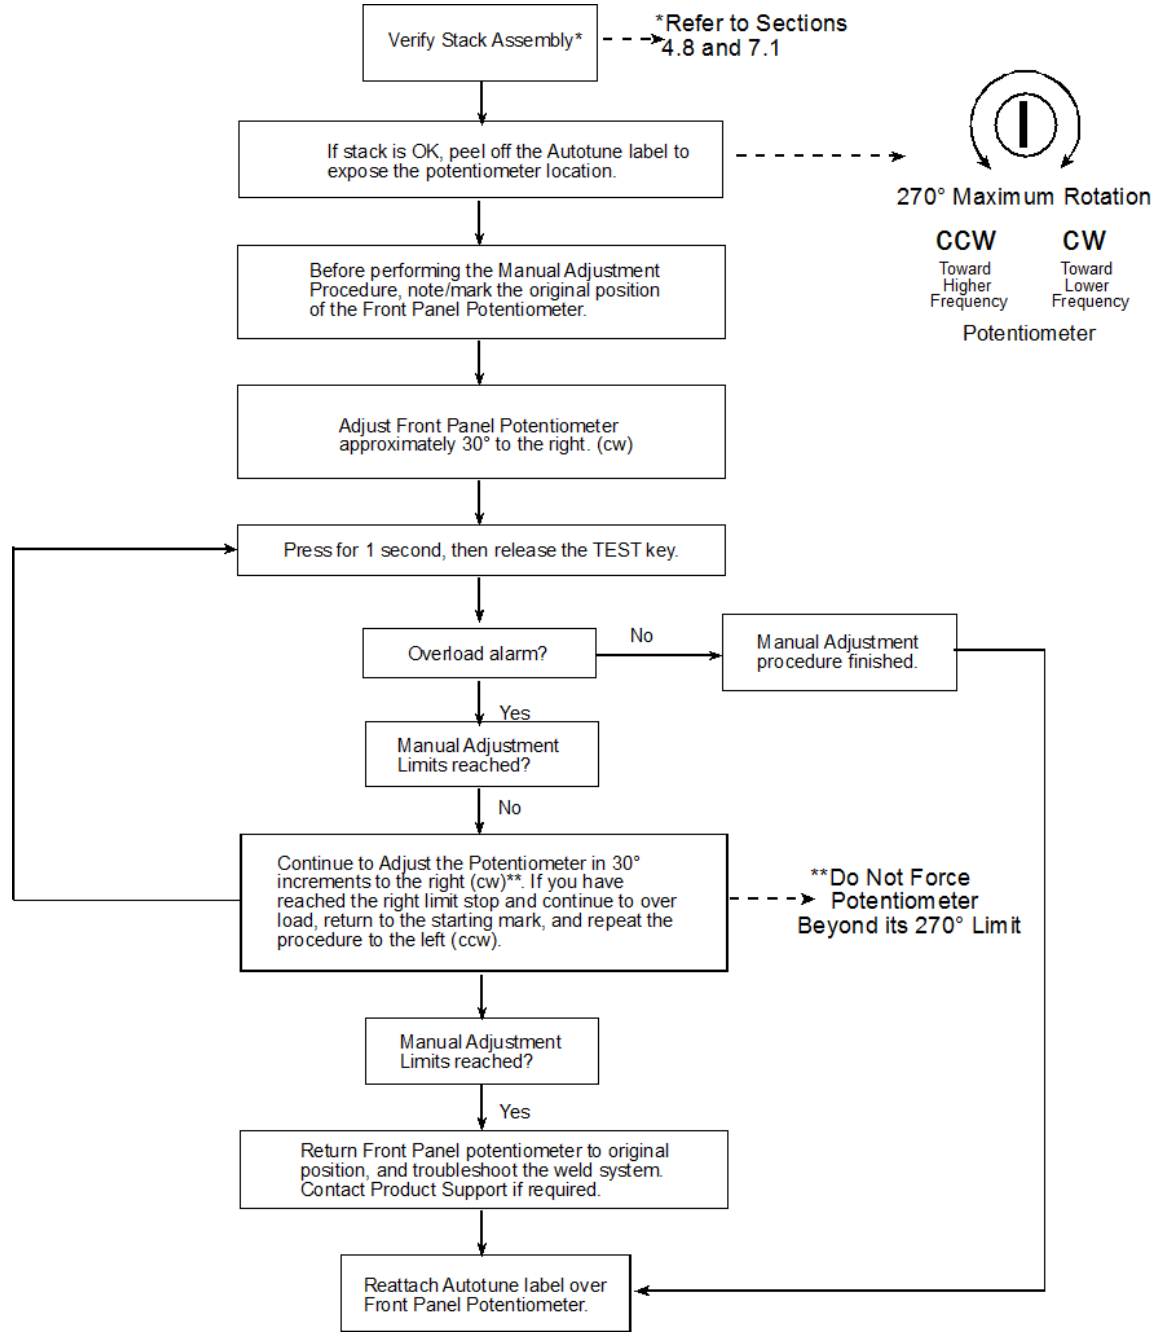 Verify Stack Assembly*
*Refer to Sections
4.8 and 7.1
If stack is OK, peel off the Autotune label to
expose the potentiometer location.
270° Maximum Rotation
CCW
Toward
Higher
Frequency
CW
Toward
Lower
Frequency
Potentiometer
Before performing the Manual Adjustment
Procedure, note/mark the original position
of the Front Panel Potentiometer.
Adjust Front Panel Potentiometer
approximately 30° to the right. (cw)
Press for 1 second, then release the TEST key.
Overload alarm?
No
Manual Adjustment
procedure finished.
Yes
Manual Adjustment
Limits reached?
No
Continue to Adjust the Potentiometer in 30°
increments to the right (cw)**. If you have
reached the right limit stop and continue to over
load, return to the starting mark, and repeat the
procedure to the left (ccw).
**Do Not Force
Potentiometer
Beyond its 270° Limit
Manual Adjustment
Limits reached?
Yes
Return Front Panel potentiometer to original
position, and troubleshoot the weld system.
Contact Product Support if required.
Reattach Autotune label over
Front Panel Potentiometer.